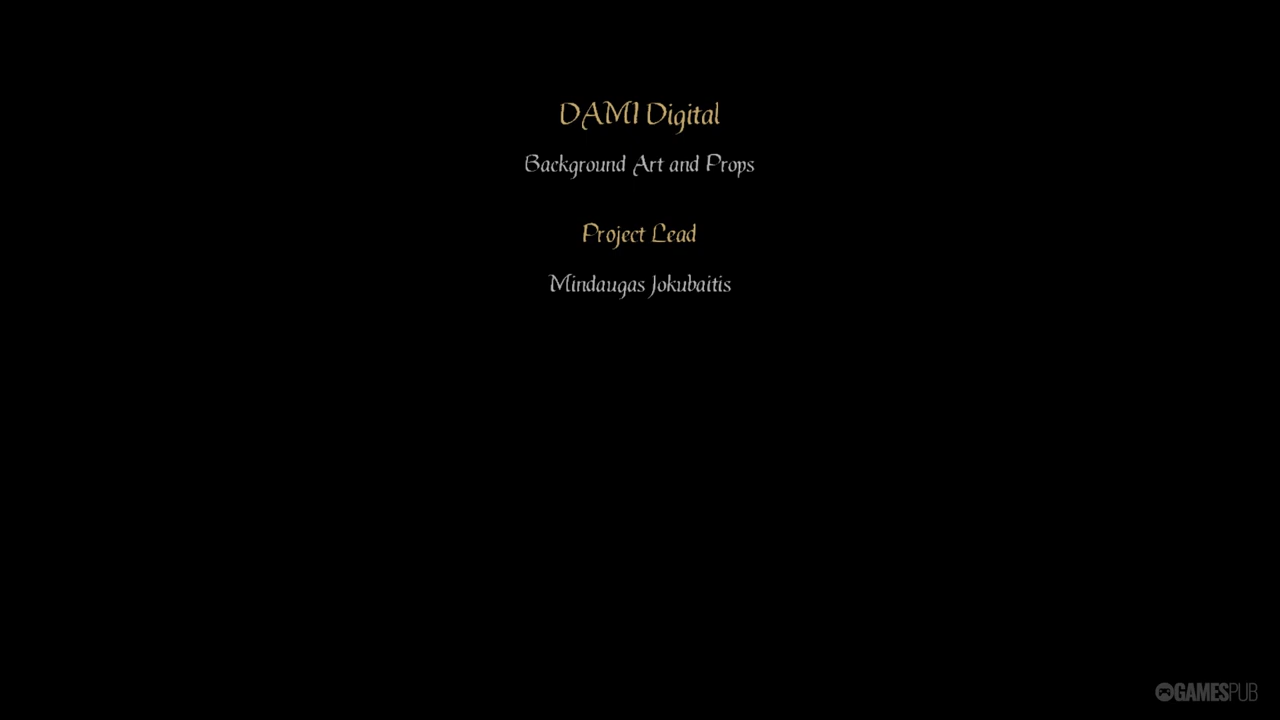 DAMI Digital
Background Art and Props
Project Lead
Mindaugas Jokubaitis
GAMESPUB